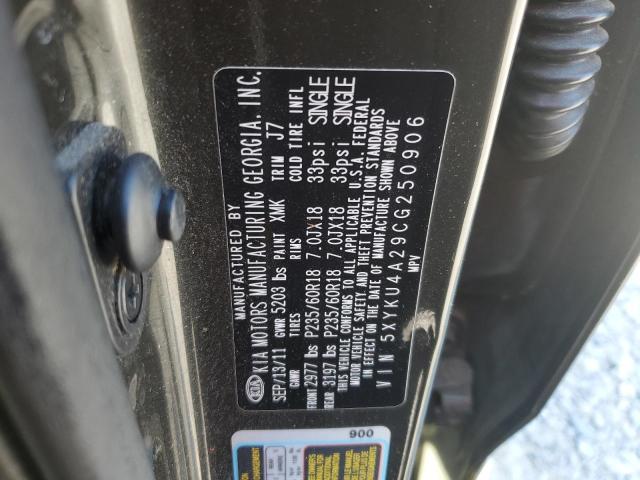 MANUFACTURED BY
KIA KIA MOTORS MANUFACTURING GEORGIA, INC.
SEP/13/11 GVWR 5203 lbs PAINT XMK TRIM J7
GAWR TIRES RIMS COLD TIRE INFL
FRONT 2977 lbs P235/60R18 7.0JX18 33psi SINGLE
REAR 3197 lbs P235/60R18 7.0JX18 33psi SINGLE
THIS VEHICLE CONFORMS TO ALL APPLICABLE U.S.A. FEDERAL
MOTOR VEHICLE SAFETY AND THEFT PREVENTION STANDARDS
IN EFFECT ON THE DATE OF MANUFACTURE SHOWN ABOVE
VIN 5XYKU4A29CG250906
MPV
900